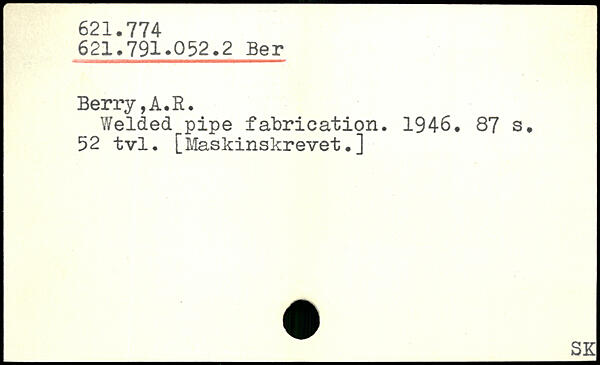 621.774
621.791.052.2 Ber
Berry,A.R.
Welded pipe fabrication. 1946. 87 s.
52 tvl. [Maskinskrevet.]
SK